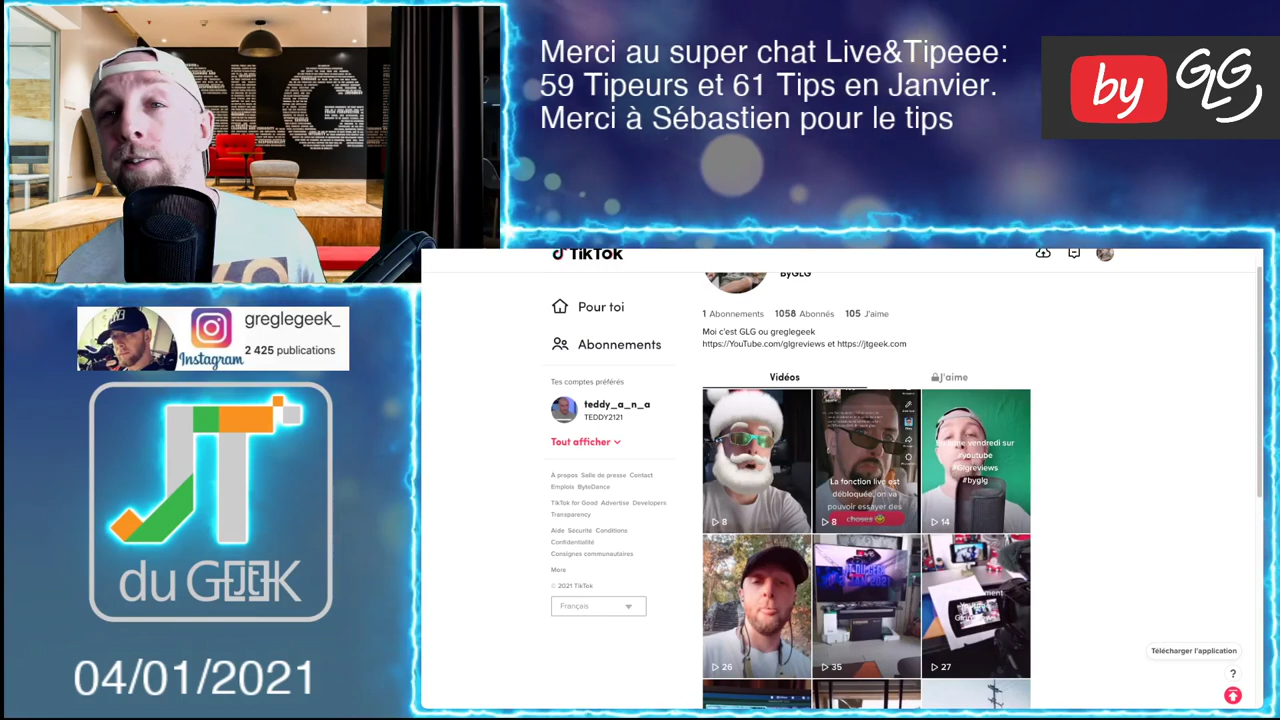 Merci au super chat Live&Tipeee:
59 Tipeurs et 81 Tips en Janvier.
Merci à Sébastien pour le tips
by GLG
greglegeek_
Instagram
2 425 publications
JT
du GEEK
04/01/2021
TikTok
ByGLG
Pour toi
Abonnements
Tes comptes préférés
teddy_a_n_a
TEDDY2121
Tout afficher
À propos Salle de presse Contact
Emplois ByteDance
TikTok for Good Advertise Developers
Transparency
Aide Sécurité Conditions
Confidentialité
Consignes communautaires
More
© 2021 TikTok
Français
1 Abonnements 1058 Abonnés 105 J'aime
Moi c'est GLG ou greglegeek
https://YouTube.com/glgreviews et https://jtgeek.com
Vidéos
J'aime
8
La fonction live est
débloquée, on va
pouvoir essayer des
choses
8
vendredi sur
#youtube
#Glgreviews
#byglg
14
26
35
27
Télécharger l'application
?